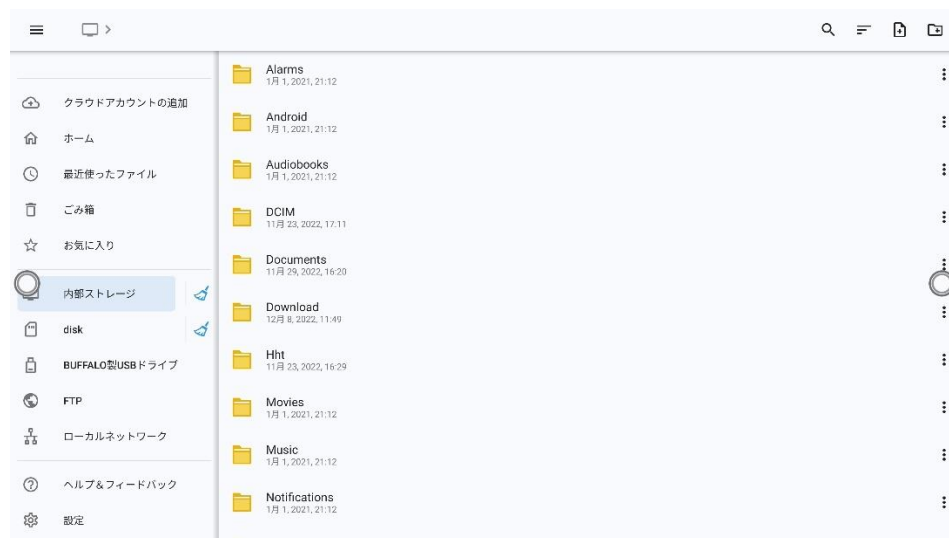 クラウドアカウントの追加
ホーム
最近使ったファイル
ごみ箱
お気に入り
内部ストレージ
disk
BUFFALO製USBドライブ
FTP
ローカルネットワーク
ヘルプ&フィードバック
設定
Alarms
1月 1, 2021, 21:12
Android
1月 1, 2021, 21:12
Audiobooks
1月 1, 2021, 21:12
DCIM
11月 23, 2022, 17:11
Documents
11月 29, 2022, 16:20
Download
12月 8, 2022, 11:49
Hht
11月 23, 2022, 16:29
Movies
1月 1, 2021, 21:12
Music
1月 1, 2021, 21:12
Notifications
1月 1, 2021, 21:12